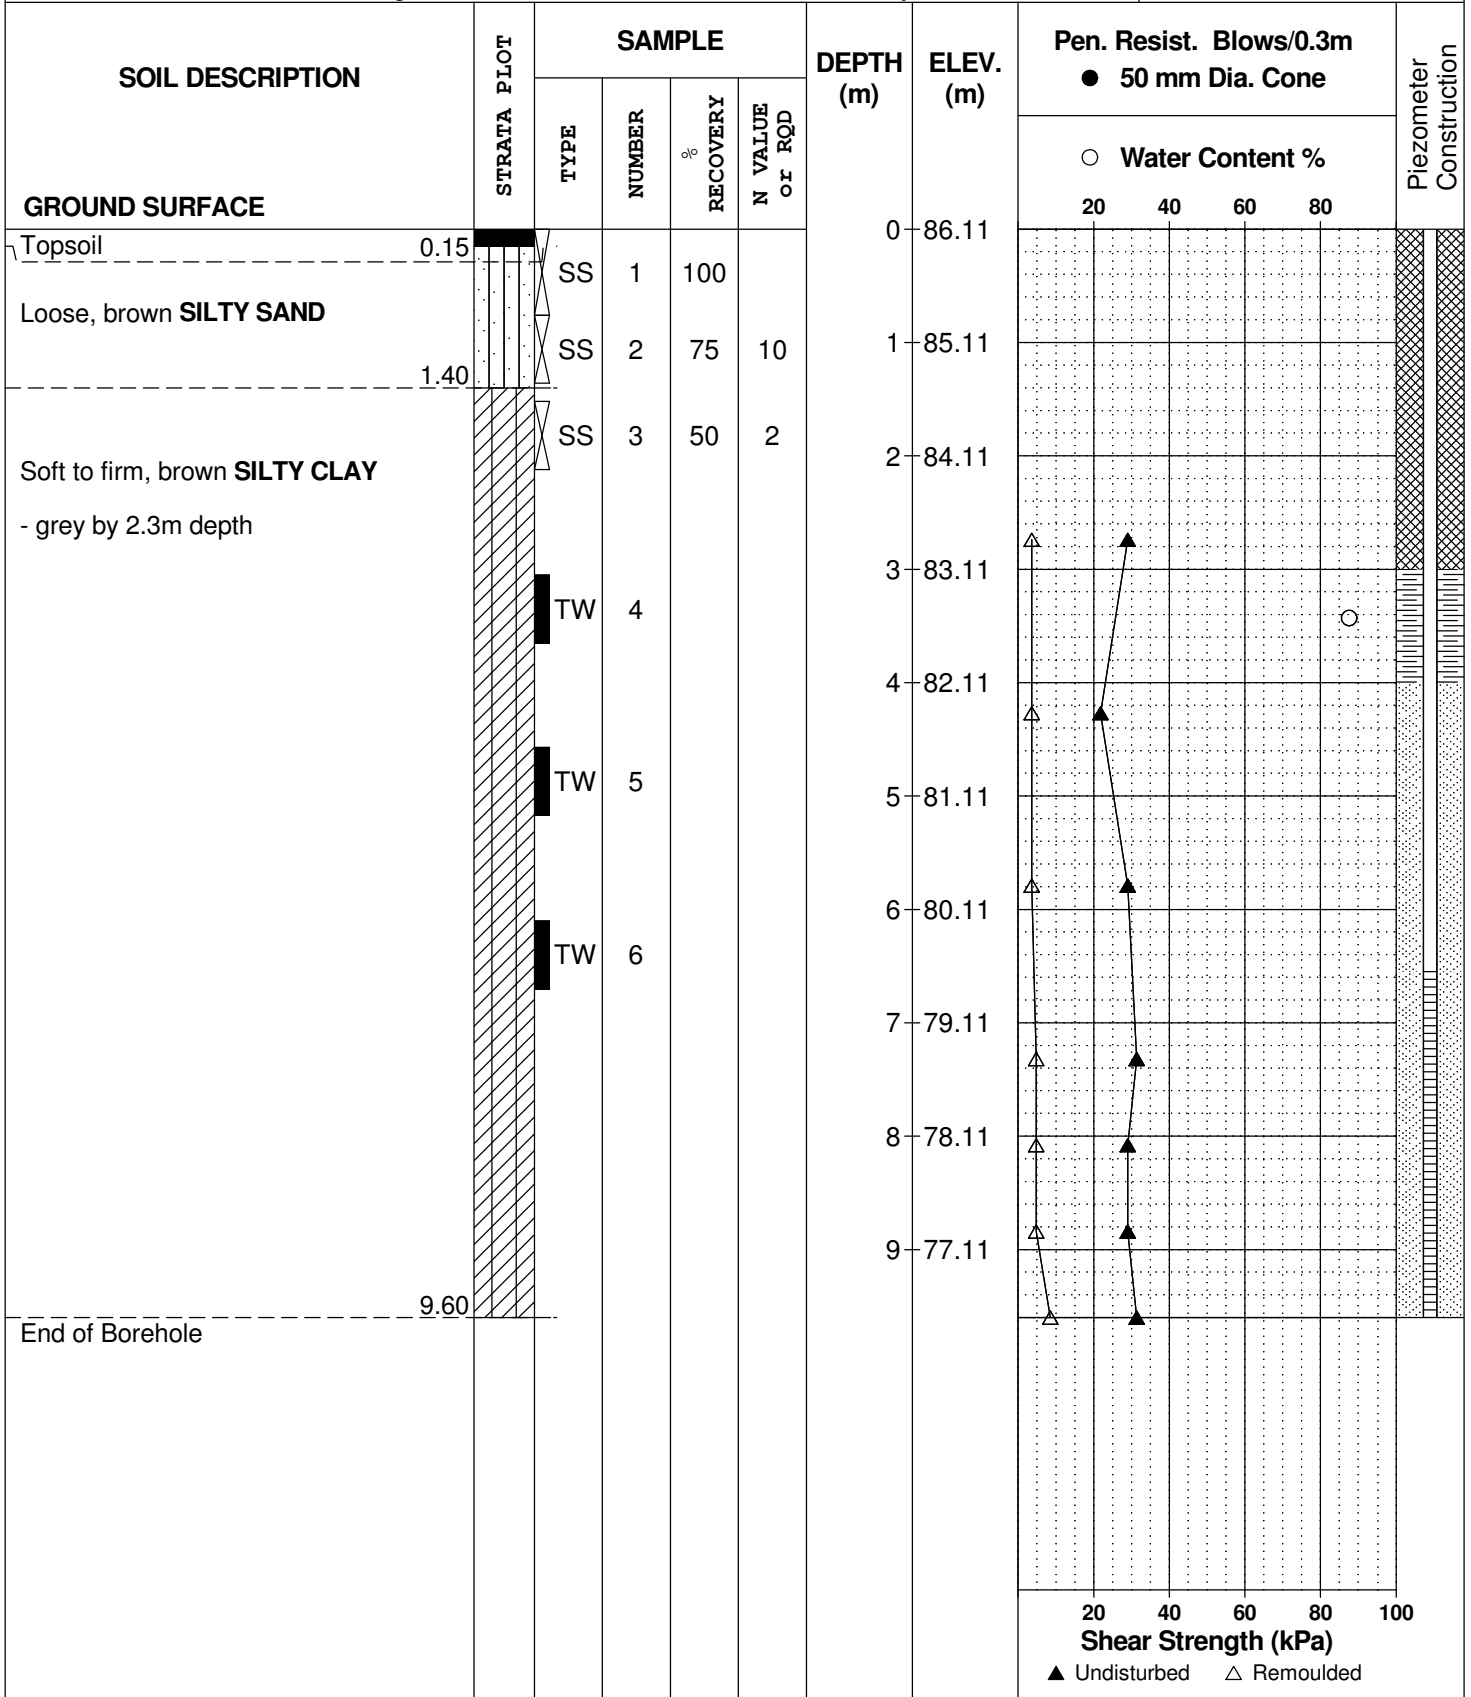 SOIL DESCRIPTION
GROUND SURFACE
STRATA PLOT
SAMPLE
TYPE
NUMBER
% RECOVERY
N VALUE
or RQD
DEPTH
(m)
ELEV.
(m)
Pen. Resist. Blows/0.3m
● 50 mm Dia. Cone
○ Water Content %
20 40 60 80
Piezometer
Construction
0 86.11
Topsoil 0.15
SS 1 100
Loose, brown SILTY SAND
SS 2 75 10
1 85.11
1.40
SS 3 50 2
2 84.11
Soft to firm, brown SILTY CLAY
- grey by 2.3m depth
3 83.11
TW 4
4 82.11
TW 5
5 81.11
6 80.11
TW 6
7 79.11
8 78.11
9 77.11
9.60
End of Borehole
20 40 60 80 100
Shear Strength (kPa)
▲ Undisturbed △ Remoulded